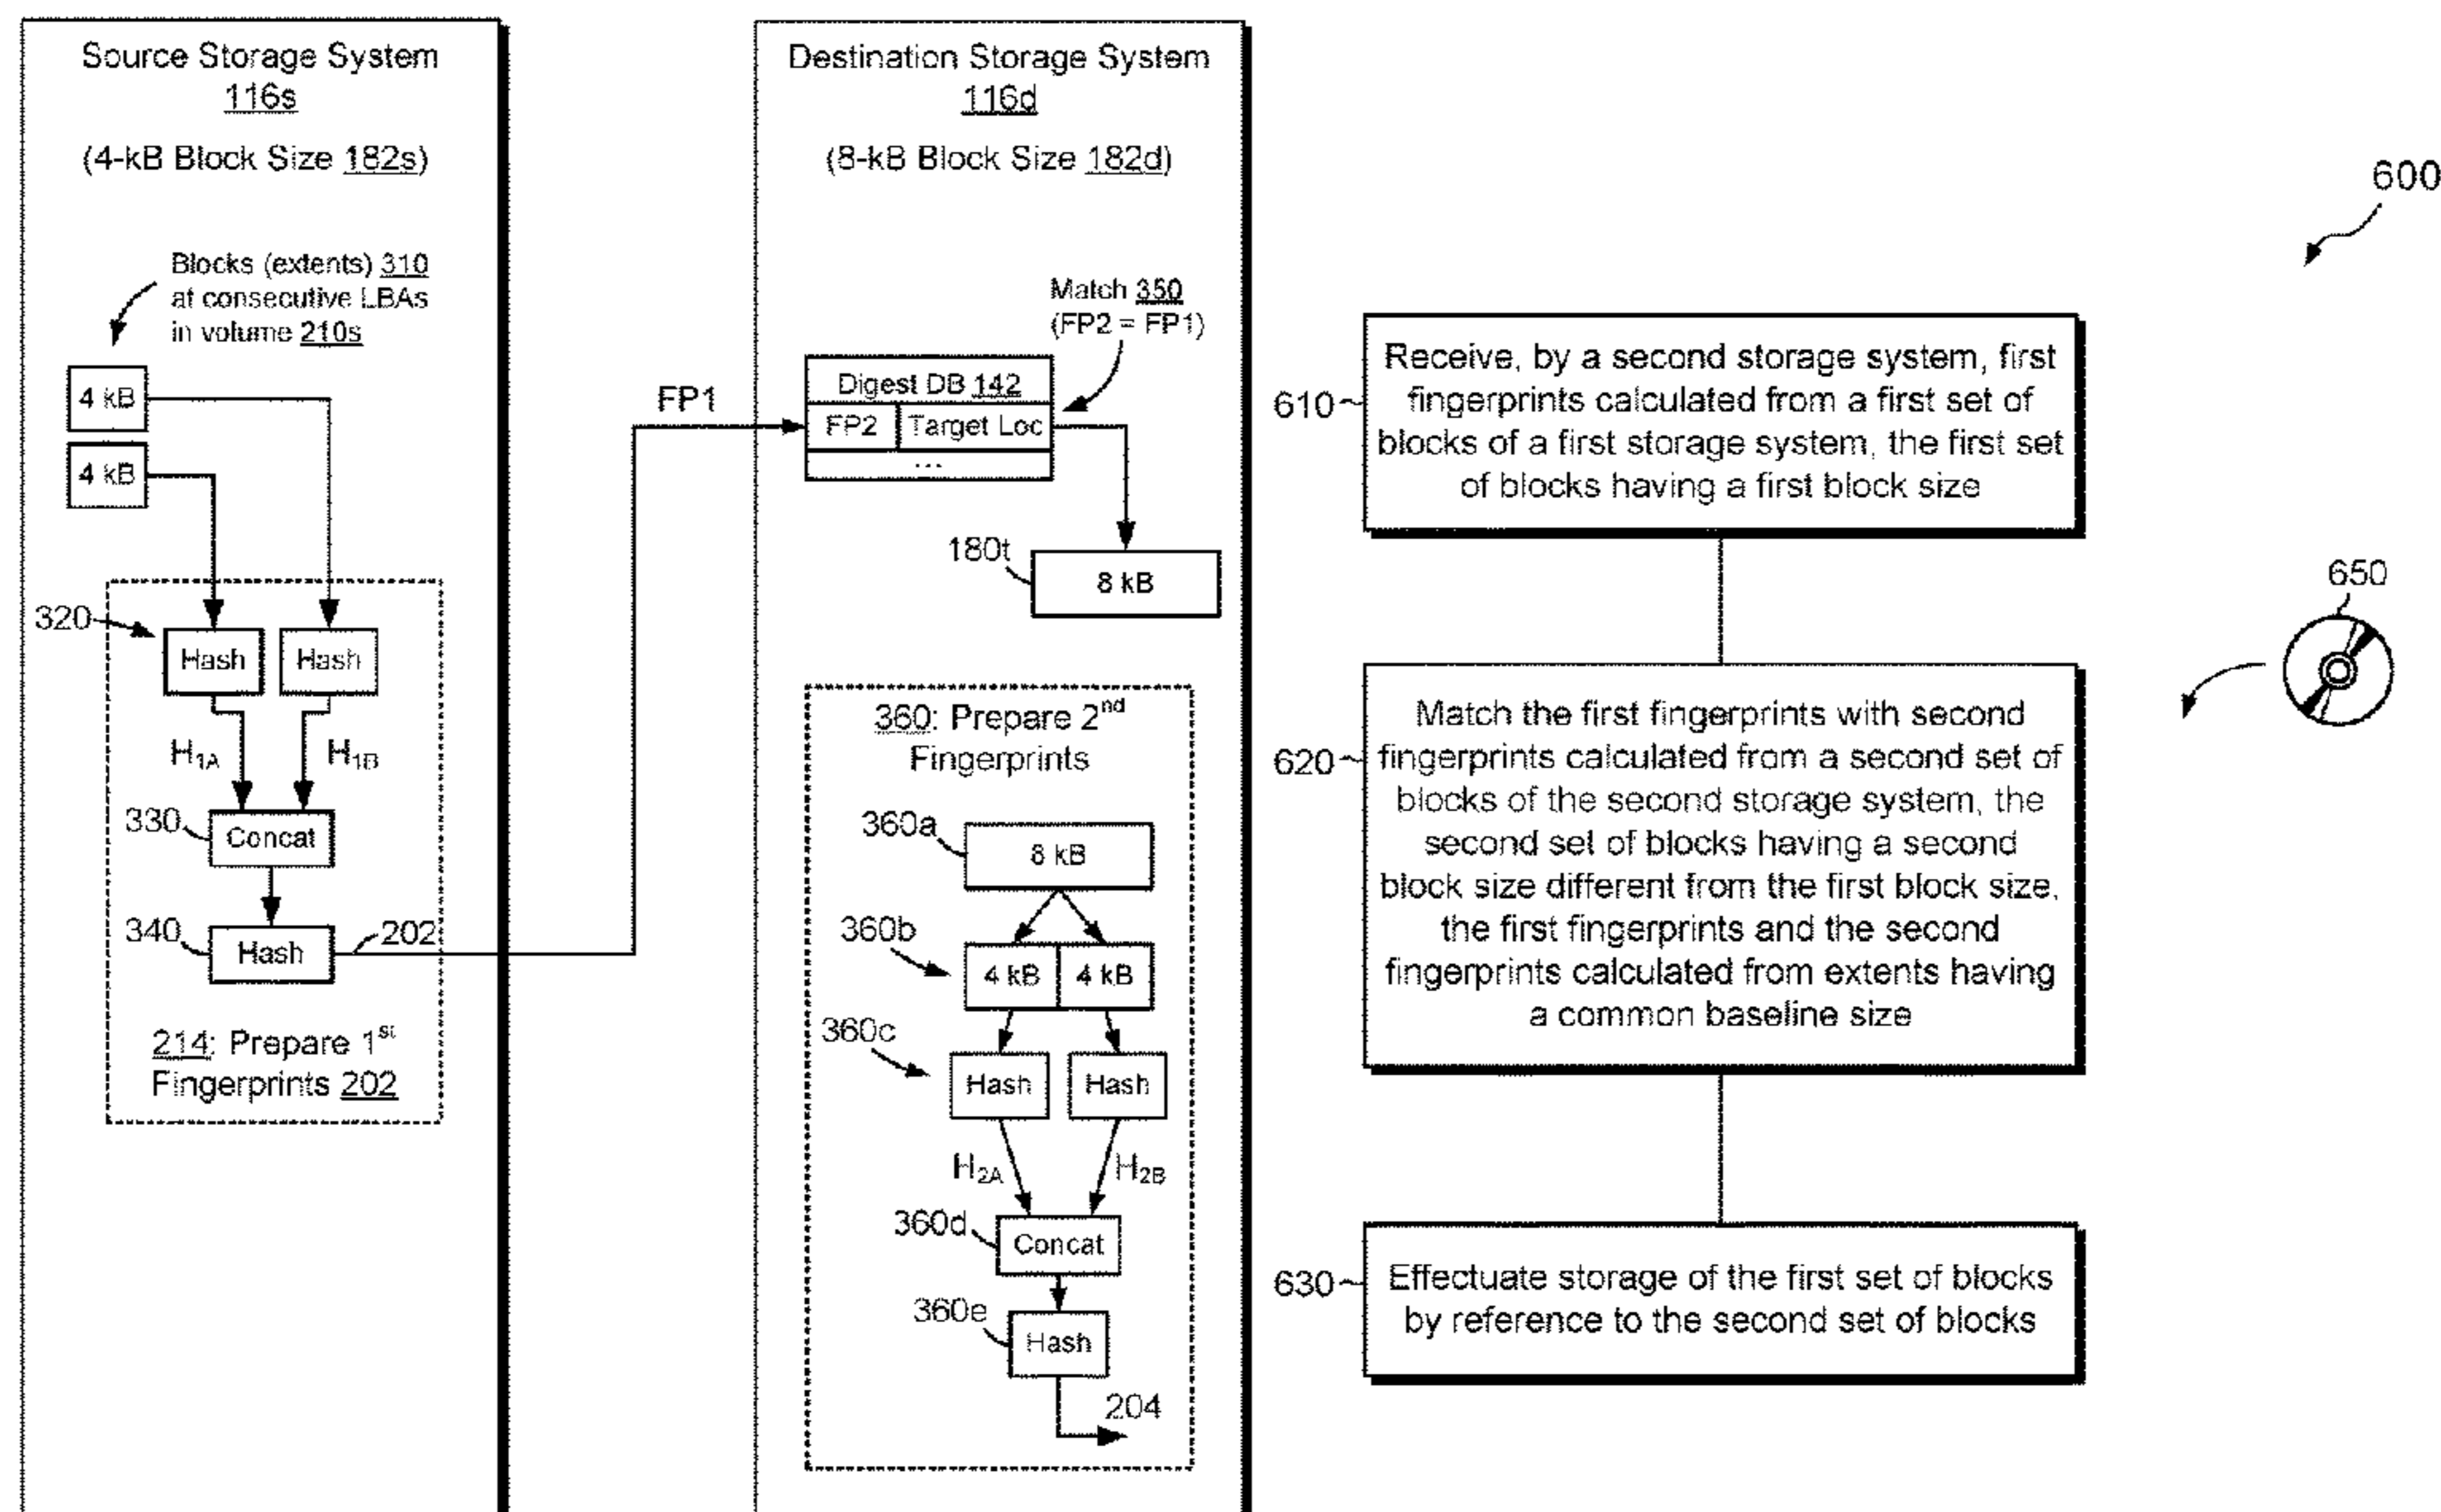 Source Storage System
116s
(4-kB Block Size 182s)
Blocks (extents) 310
at consecutive LBAs
in volume 210s
4 kB
4 kB
320
Hash
Hash
H1A
H1B
330
Concat
340
Hash
202
214: Prepare 1st
Fingerprints 202
FP1
Destination Storage System
116d
(8-kB Block Size 182d)
Match 350
(FP2 = FP1)
Digest DB 142
FP2
Target Loc
...
180t
8 kB
360: Prepare 2nd
Fingerprints
360a
8 kB
360b
4 kB
4 kB
360c
Hash
Hash
H2A
H2B
360d
Concat
360e
Hash
204
600
610
Receive, by a second storage system, first
fingerprints calculated from a first set of
blocks of a first storage system, the first set
of blocks having a first block size
650
620
Match the first fingerprints with second
fingerprints calculated from a second set of
blocks of the second storage system, the
second set of blocks having a second
block size different from the first block size,
the first fingerprints and the second
fingerprints calculated from extents having
a common baseline size
630
Effectuate storage of the first set of blocks
by reference to the second set of blocks